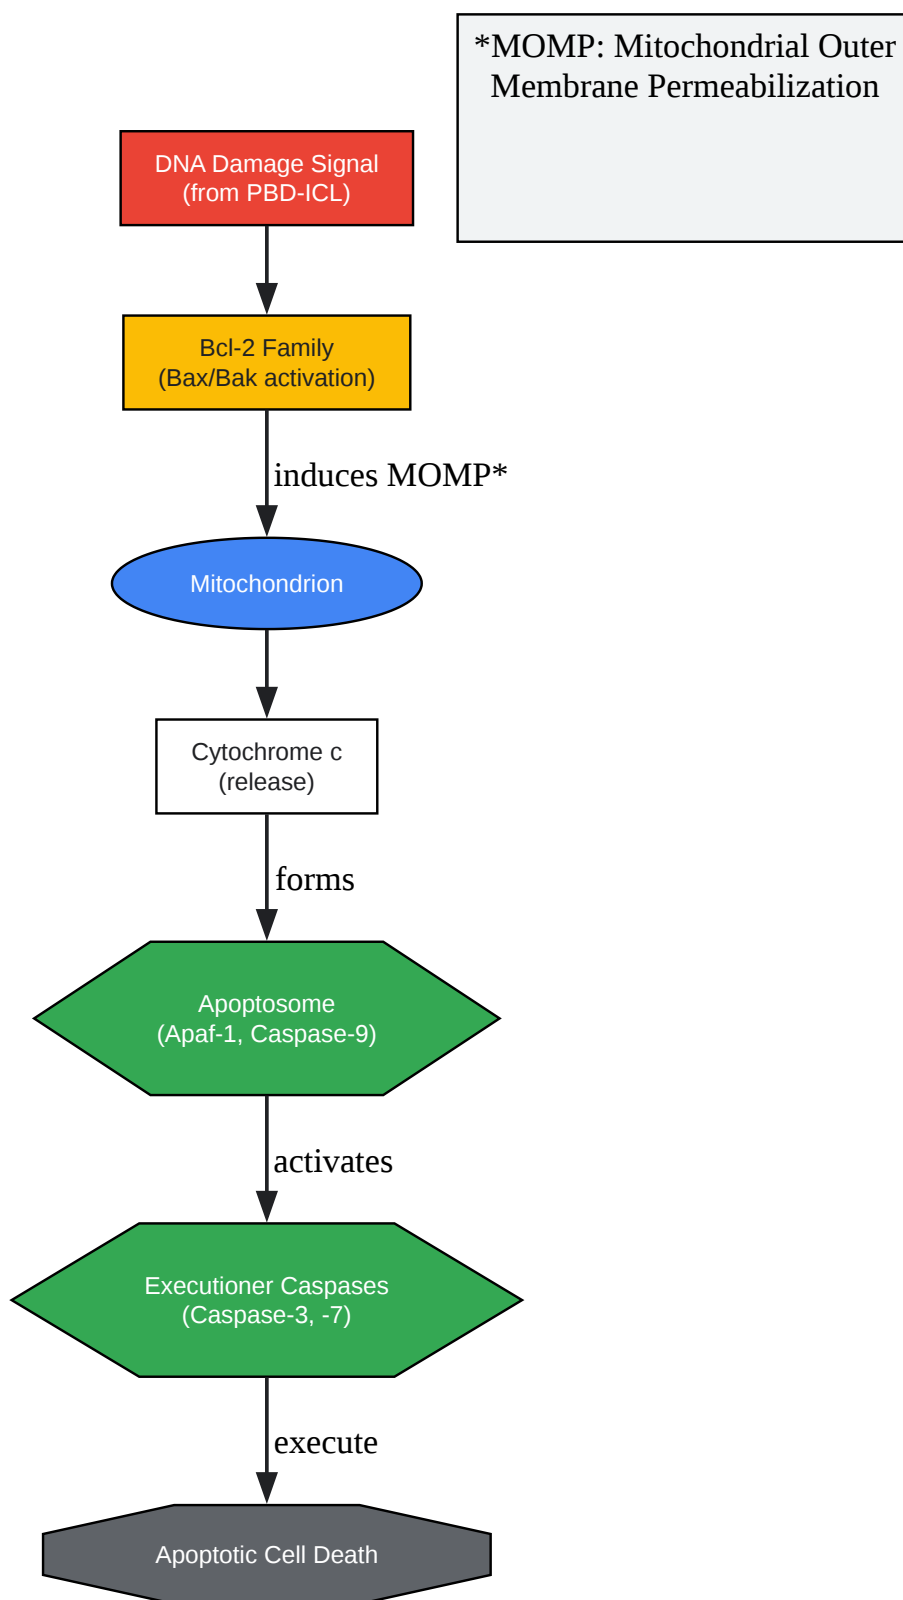 *MOMP: Mitochondrial Outer
Membrane Permeabilization
DNA Damage Signal
(from PBD-ICL)
Bcl-2 Family
(Bax/Bak activation)
induces MOMP*
Mitochondrion
Cytochrome c
(release)
forms
Apoptosome
(Apaf-1, Caspase-9)
activates
Executioner Caspases
(Caspase-3, -7)
execute
Apoptotic Cell Death